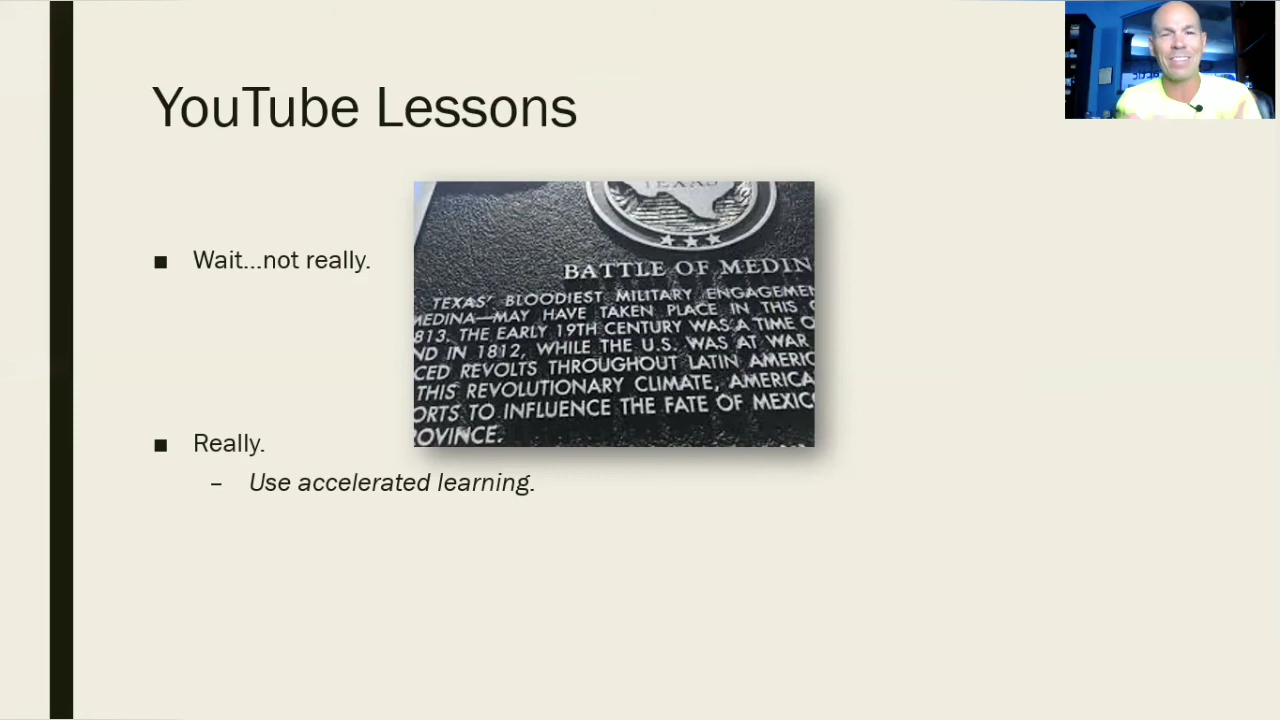 YouTube Lessons
Wait...not really.
TEXAS
BATTLE OF MEDIN
TEXAS' BLOODIEST MILITARY ENGAGEMEN
MEDINA—MAY HAVE TAKEN PLACE IN THIS
813. THE EARLY 19TH CENTURY WAS A TIME O
ND IN 1812, WHILE THE U.S. WAS AT WAR
CED REVOLTS THROUGHOUT LATIN AMERIC
THIS REVOLUTIONARY CLIMATE, AMERICA
ORTS TO INFLUENCE THE FATE OF MEXIC
ROVINCE.
Really.
– Use accelerated learning.